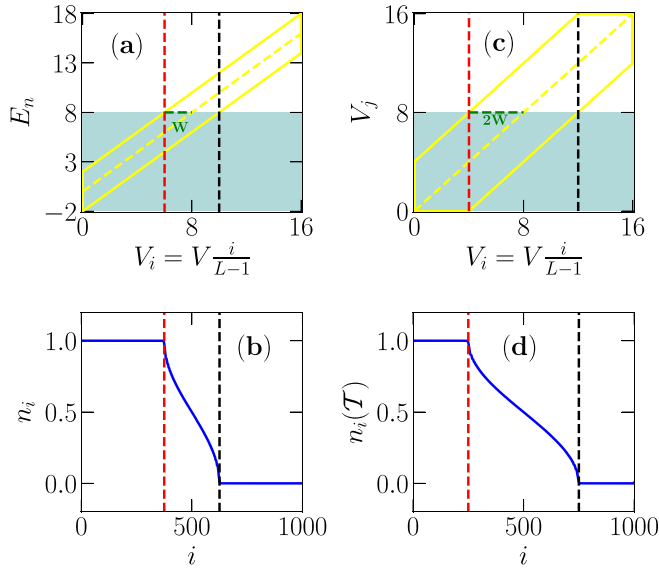 (a)
E_n
18
13
8
3
−2
W
0 8 16
V_i = V i/(L−1)
(c)
V_j
16
8
0
2W
0 8 16
V_i = V i/(L−1)
(b)
n_i
1.0
0.5
0.0
0 500 1000
i
(d)
n_i(𝒯)
1.0
0.5
0.0
0 500 1000
i